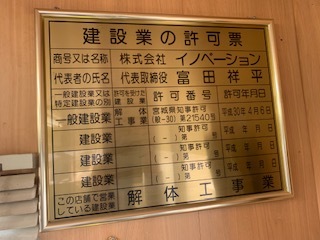 建設業の許可票
商号又は名称 株式会社 イノベーション
代表者の氏名 代表取締役 富田祥平
一般建設業又は特定建設業の別 許可を受けた建設業 許可番号 許可年月日
一般建設業 解体工事業 宮城県知事許可(般-30)第21540号 平成30年4月6日
建設業 知事許可(-)第 号 平成 年 月 日
建設業 知事許可(-)第 号 平成 年 月 日
建設業 知事許可(-)第 号 平成 年 月 日
この店舗で営業している建設業 解体工事業